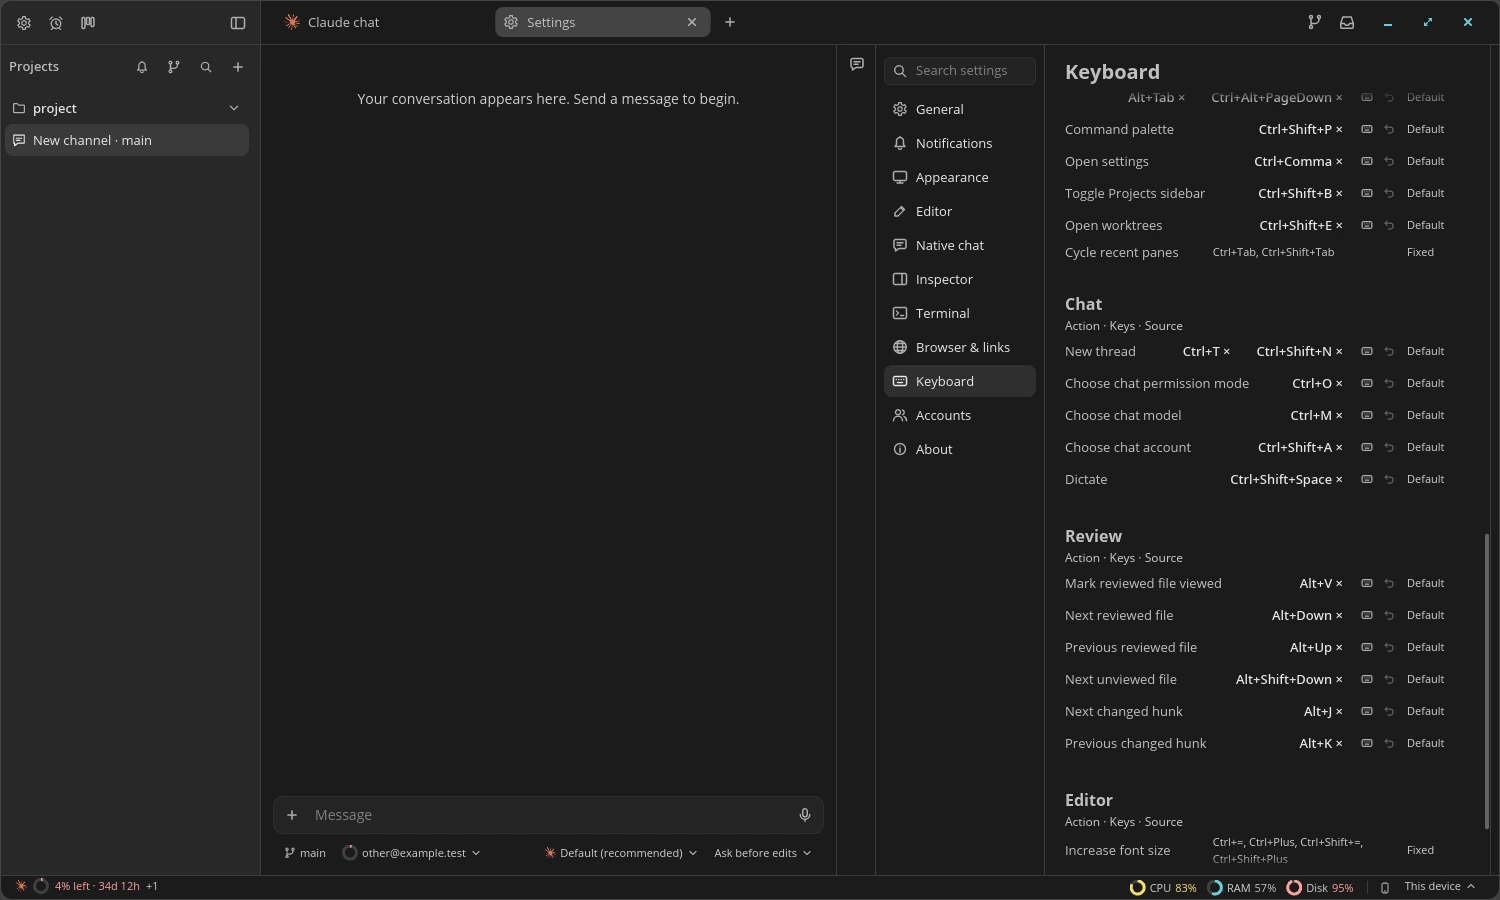 Claude chat
Settings
Projects
project
New channel · main
Your conversation appears here. Send a message to begin.
Message
main
other@example.test
Default (recommended)
Ask before edits
Search settings
General
Notifications
Appearance
Editor
Native chat
Inspector
Terminal
Browser & links
Keyboard
Accounts
About
Keyboard
Alt+Tab × Ctrl+Alt+PageDown × Default
Command palette Ctrl+Shift+P × Default
Open settings Ctrl+Comma × Default
Toggle Projects sidebar Ctrl+Shift+B × Default
Open worktrees Ctrl+Shift+E × Default
Cycle recent panes Ctrl+Tab, Ctrl+Shift+Tab Fixed
Chat
Action · Keys · Source
New thread Ctrl+T × Ctrl+Shift+N × Default
Choose chat permission mode Ctrl+O × Default
Choose chat model Ctrl+M × Default
Choose chat account Ctrl+Shift+A × Default
Dictate Ctrl+Shift+Space × Default
Review
Action · Keys · Source
Mark reviewed file viewed Alt+V × Default
Next reviewed file Alt+Down × Default
Previous reviewed file Alt+Up × Default
Next unviewed file Alt+Shift+Down × Default
Next changed hunk Alt+J × Default
Previous changed hunk Alt+K × Default
Editor
Action · Keys · Source
Increase font size Ctrl+=, Ctrl+Plus, Ctrl+Shift+=, Fixed
Ctrl+Shift+Plus
4% left · 34d 12h +1
CPU 83% RAM 57% Disk 95% This device